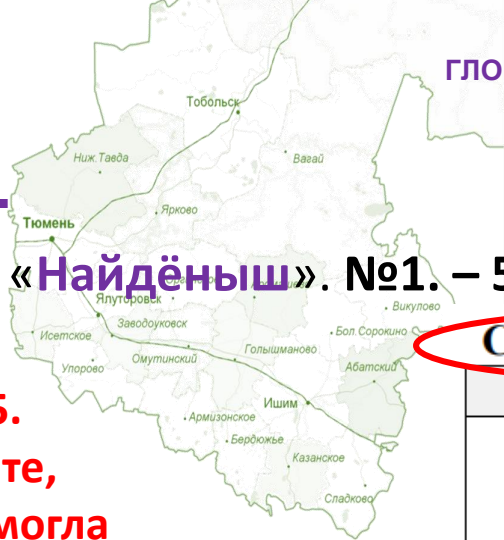 ГЛО
Тобольск
Ниж.Тавда
Вагай
Ярково
Тюмень
«Найдёныш». №1. – 5
Ялуторовск
Викулово
Заводоуковск
Исетское
Бол.Сорокино
С
Омутинский
Голышманово
Упорово
Абатский
Б.
Ишим
Армизонское
Бердюжье
те,
Казанское
Сладково
могла